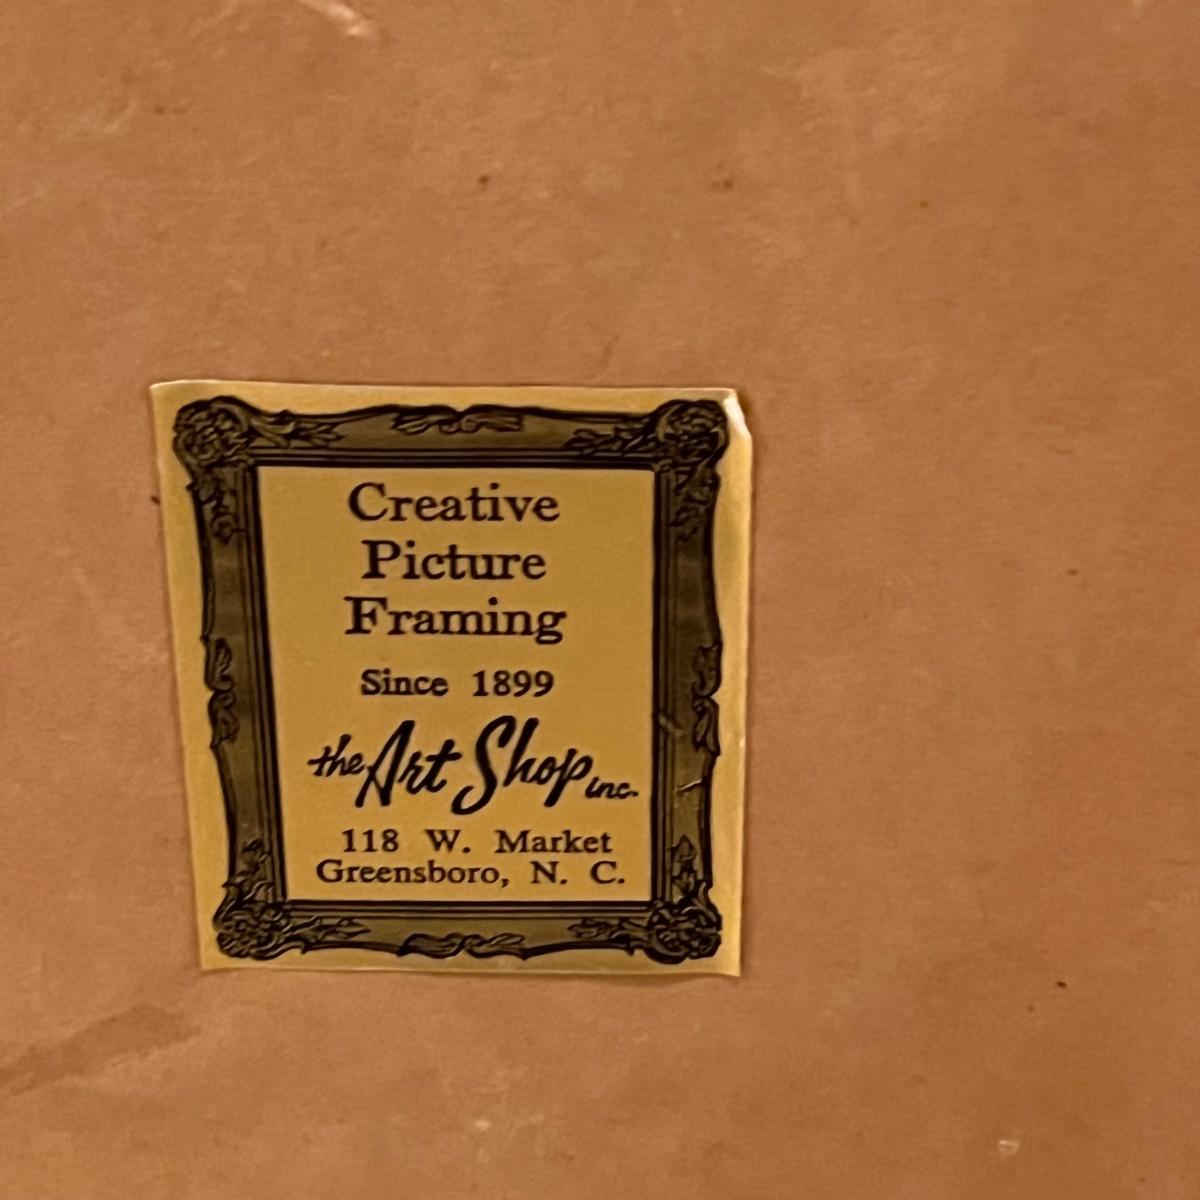 Creative
Picture
Framing
Since 1899
the Art Shop inc.
118 W. Market
Greensboro, N. C.